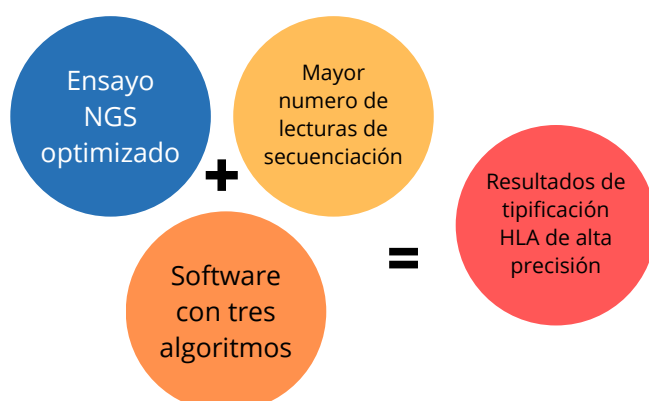 Ensayo
NGS
optimizado
Mayor
numero de
lecturas de
secuenciación
+
Software
con tres
algoritmos
=
Resultados de
tipificación
HLA de alta
precisión